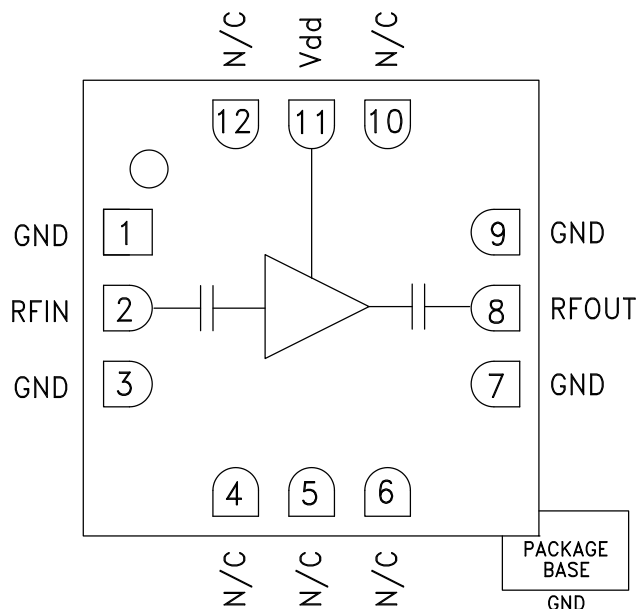 N/C Vdd N/C
12 11 10
GND 1 9 GND
RFIN 2 8 RFOUT
GND 3 7 GND
4 5 6
N/C N/C N/C
PACKAGE
BASE
GND